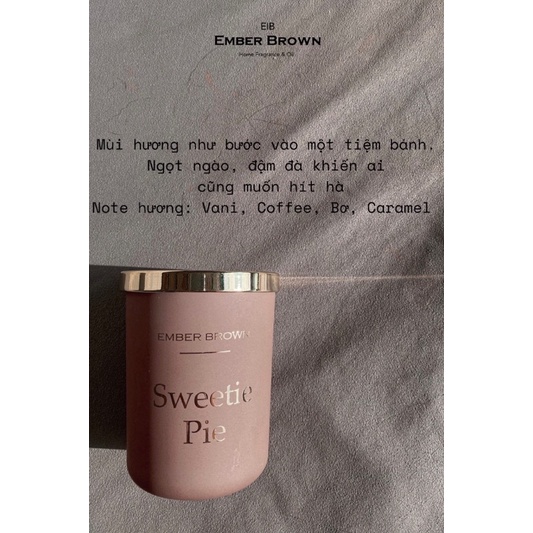 EIB
EMBER BROWN
Home Fragrance & Oil
Mùi hương như bước vào một tiệm bánh.
Ngọt ngào, đậm đà khiến ai
cũng muốn hít hà
Note hương: Vani, Coffee, Bơ, Caramel
EMBER BROWN
Sweetie
Pie